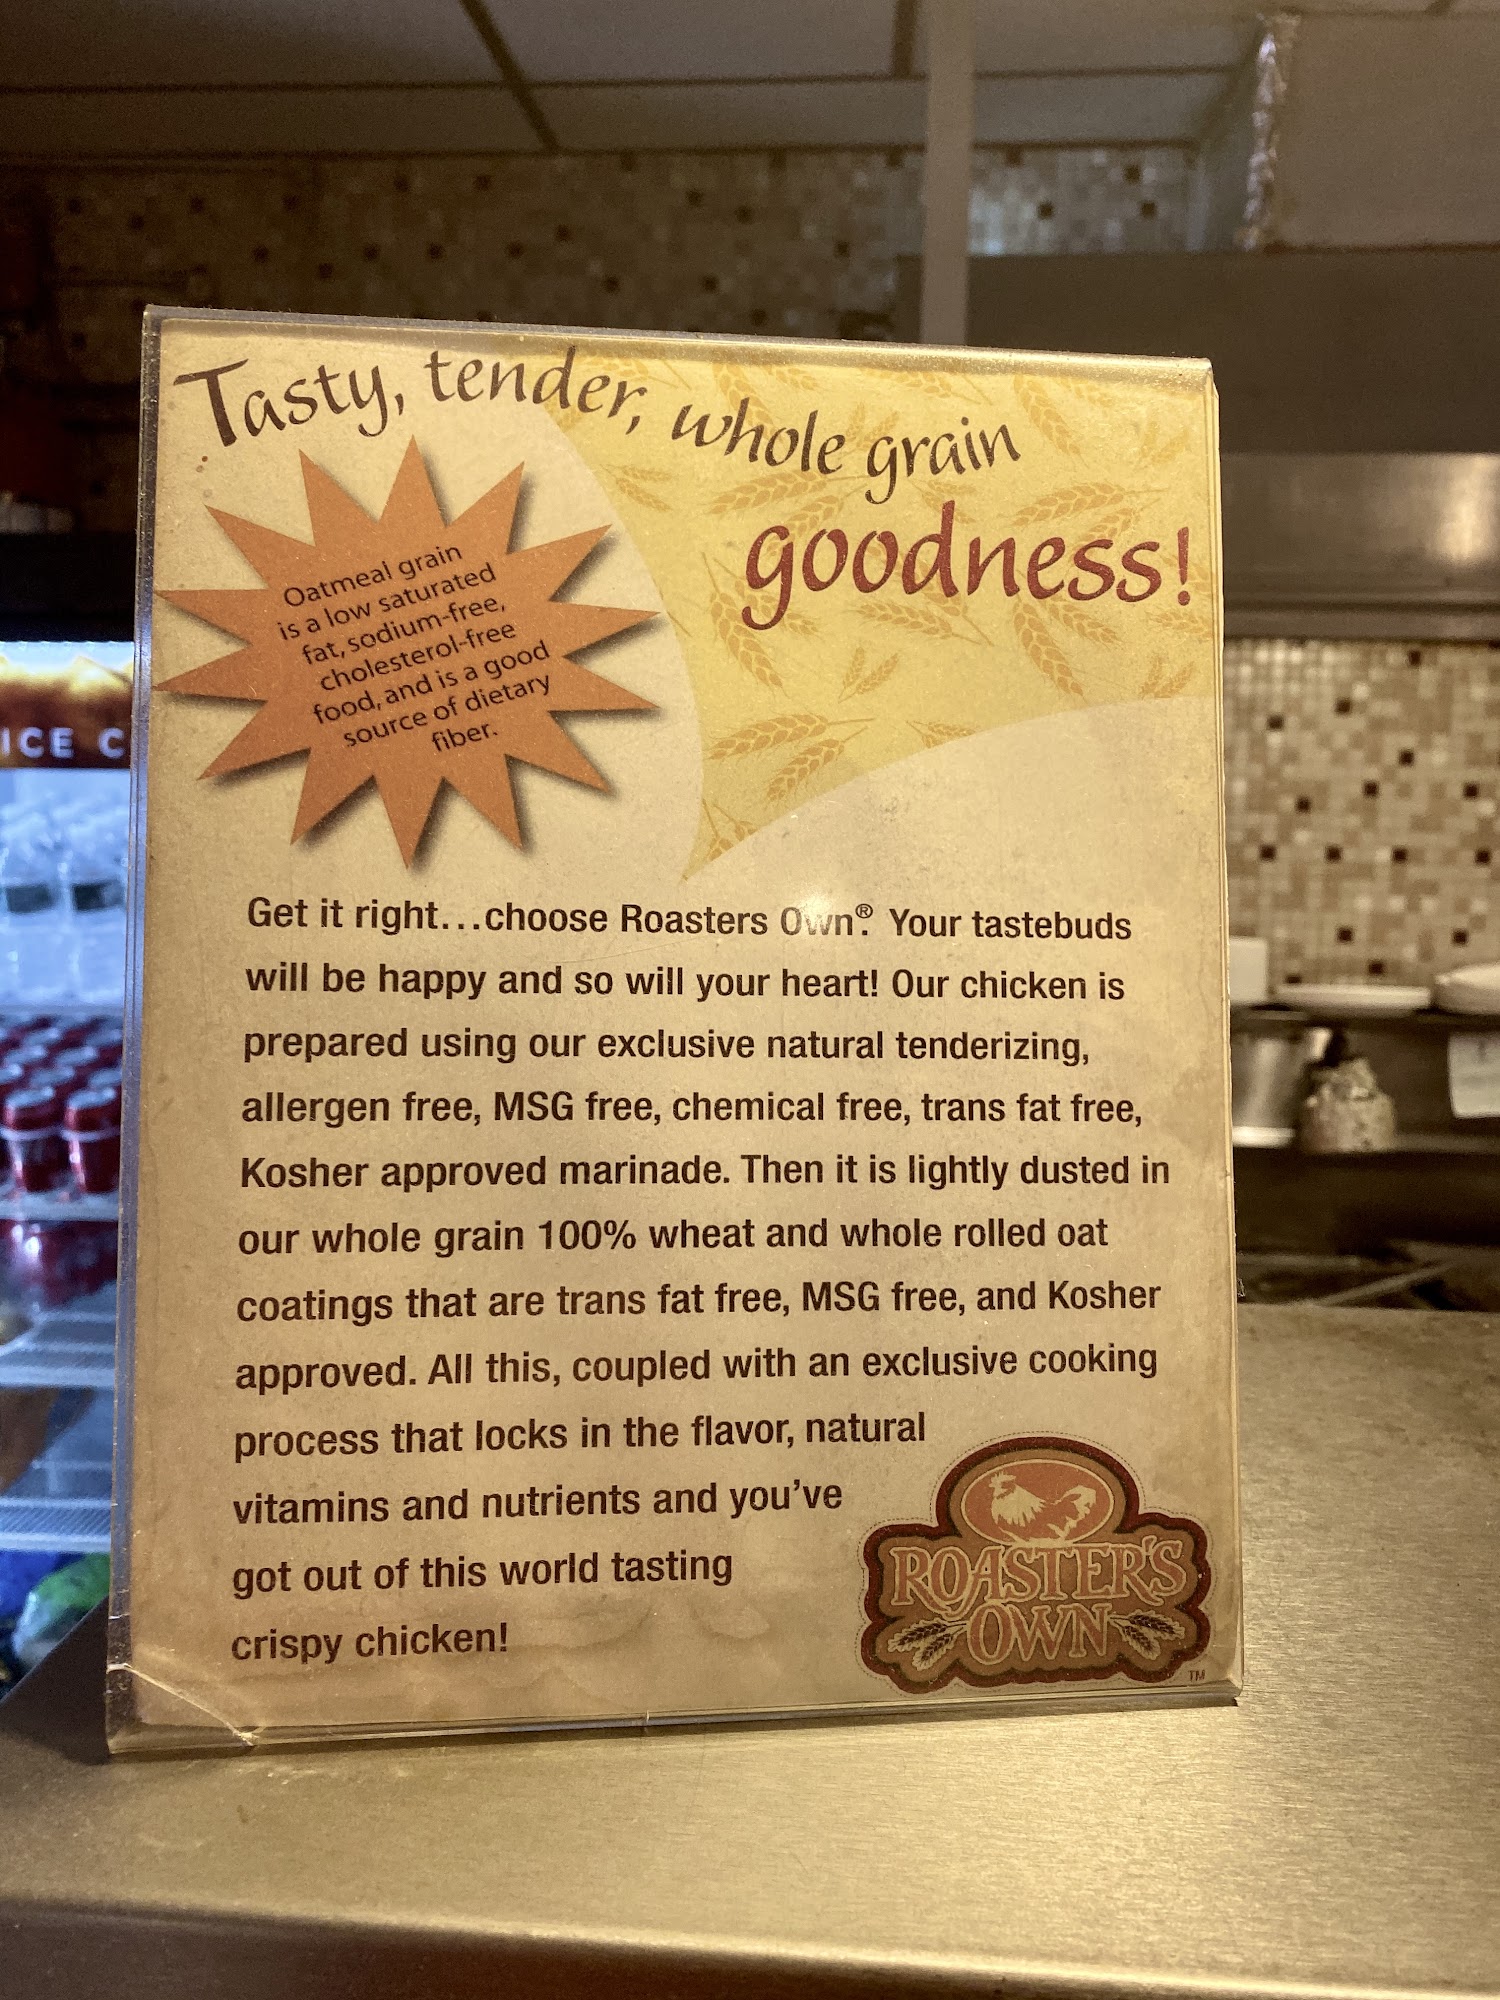 Tasty, tender, whole grain
goodness!
Oatmeal grain
is a low saturated
fat, sodium-free,
cholesterol-free
food, and is a good
source of dietary
fiber.
Get it right...choose Roasters Own®. Your tastebuds
will be happy and so will your heart! Our chicken is
prepared using our exclusive natural tenderizing,
allergen free, MSG free, chemical free, trans fat free,
Kosher approved marinade. Then it is lightly dusted in
our whole grain 100% wheat and whole rolled oat
coatings that are trans fat free, MSG free, and Kosher
approved. All this, coupled with an exclusive cooking
process that locks in the flavor, natural
vitamins and nutrients and you've
got out of this world tasting
crispy chicken!
ROASTER'S
OWN
TM
ICE C